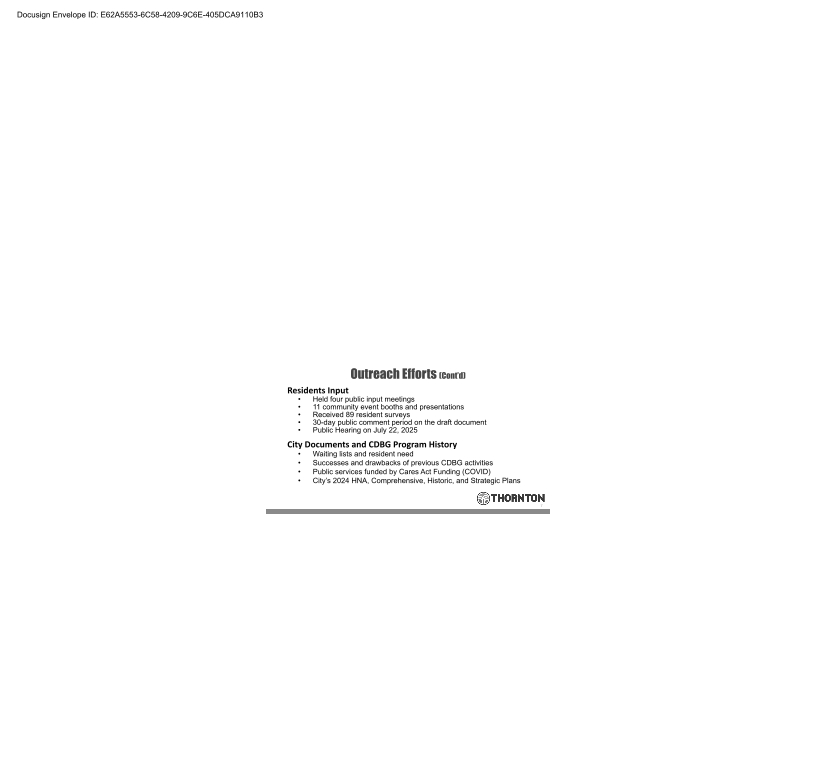 Docusign Envelope ID: E62A5553-6C58-4209-9C6E-405DCA9110B3
Outreach Efforts (Cont'd)
Residents Input
• Held four public input meetings
• 11 community event booths and presentations
• Received 89 resident surveys
• 30-day public comment period on the draft document
• Public Hearing on July 22, 2025
City Documents and CDBG Program History
• Waiting lists and resident need
• Successes and drawbacks of previous CDBG activities
• Public services funded by Cares Act Funding (COVID)
• City's 2024 HNA, Comprehensive, Historic, and Strategic Plans
THORNTON